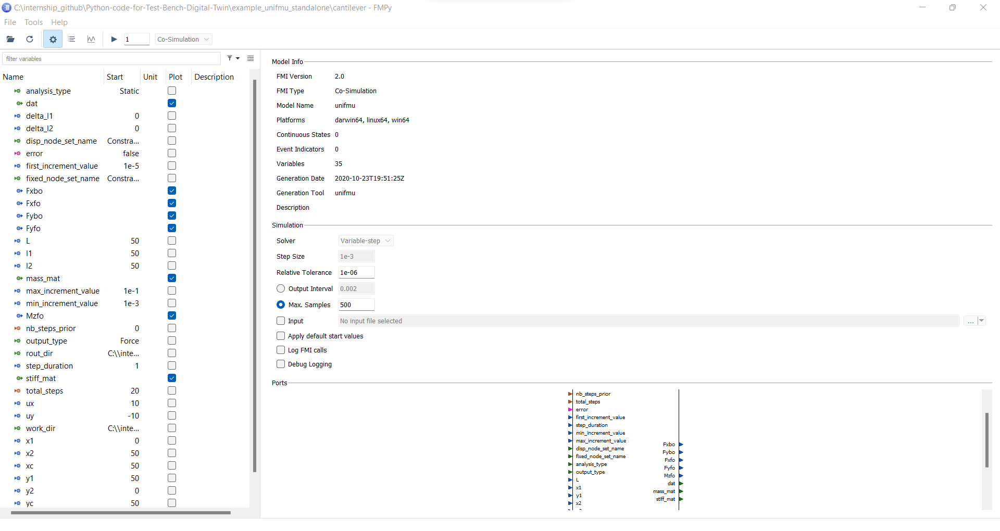 C:\internship_github\Python-code-for-Test-Bench-Digital-Twin\example_unifmu_standalone\cantilever - FMPy
File Tools Help
1 Co-Simulation
filter variables
Name Start Unit Plot Description
analysis_type Static
dat
delta_l1 0
delta_l2 0
disp_node_set_name Constra...
error false
first_increment_value 1e-5
fixed_node_set_name Constra...
Fxbo
Fxfo
Fybo
Fyfo
L 50
l1 50
l2 50
mass_mat
max_increment_value 1e-1
min_increment_value 1e-3
Mzfo
nb_steps_prior 0
output_type Force
rout_dir C:\\inte...
step_duration 1
stiff_mat
total_steps 20
ux 10
uy -10
work_dir C:\\inte...
x1 0
x2 50
xc 50
y1 50
y2 0
yc 50
Model Info
FMI Version 2.0
FMI Type Co-Simulation
Model Name unifmu
Platforms darwin64, linux64, win64
Continuous States 0
Event Indicators 0
Variables 35
Generation Date 2020-10-23T19:51:25Z
Generation Tool unifmu
Description
Simulation
Solver Variable-step
Step Size 1e-3
Relative Tolerance 1e-06
Output Interval 0.002
Max. Samples 500
Input No input file selected ...
Apply default start values
Log FMI calls
Debug Logging
Ports
nb_steps_prior
total_steps
error
first_increment_value
step_duration
min_increment_value
max_increment_value
disp_node_set_name
fixed_node_set_name
analysis_type
output_type
L
x1
y1
x2
Fxbo
Fybo
Fxfo
Fyfo
Mzfo
dat
mass_mat
stiff_mat